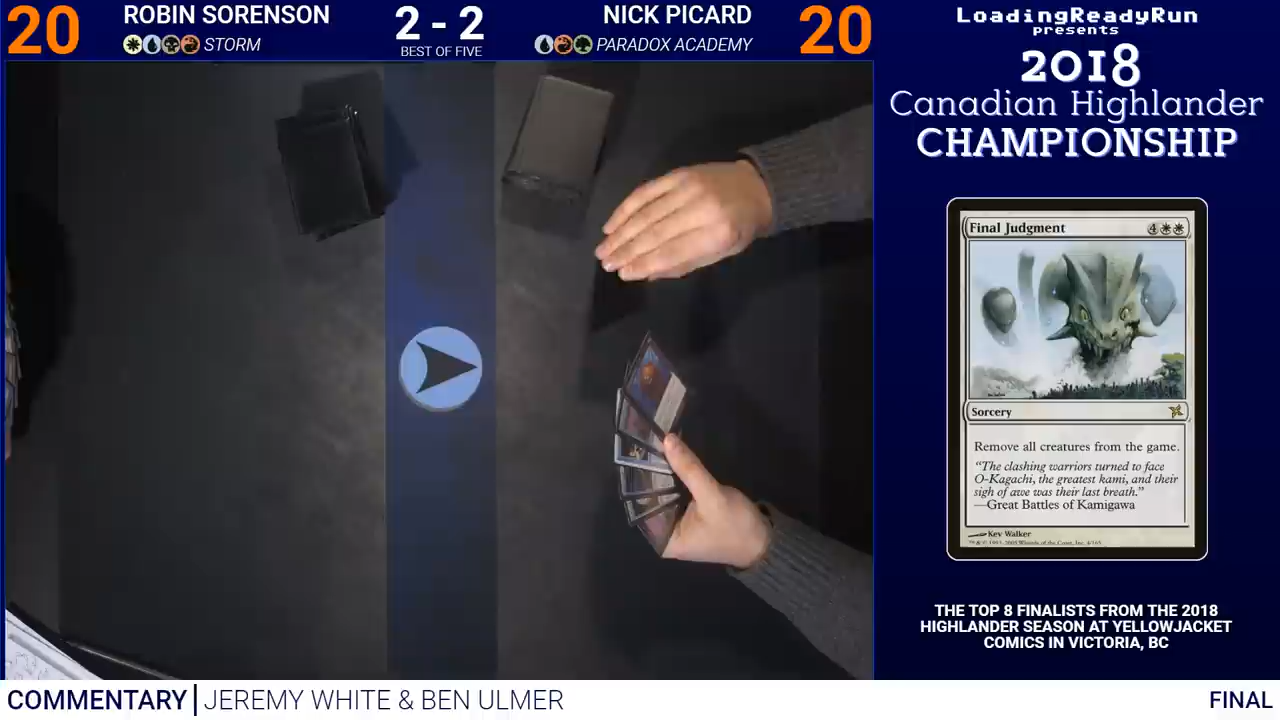 20
ROBIN SORENSON
STORM
2 - 2
BEST OF FIVE
NICK PICARD
PARADOX ACADEMY
20
LoadingReadyRun
presents
2018
Canadian Highlander
CHAMPIONSHIP
Final Judgment 4
Sorcery
Remove all creatures from the game.
“The clashing warriors turned to face
O-Kagachi, the greatest kami, and their
sigh of awe was their last breath.”
—Great Battles of Kamigawa
Kev Walker
THE TOP 8 FINALISTS FROM THE 2018
HIGHLANDER SEASON AT YELLOWJACKET
COMICS IN VICTORIA, BC
COMMENTARY JEREMY WHITE & BEN ULMER
FINAL